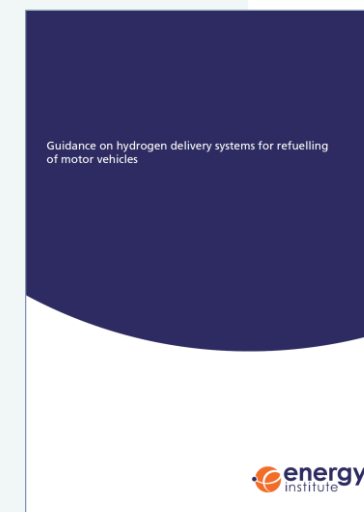 Guidance on hydrogen delivery systems for refuelling
of motor vehicles
energy
institute